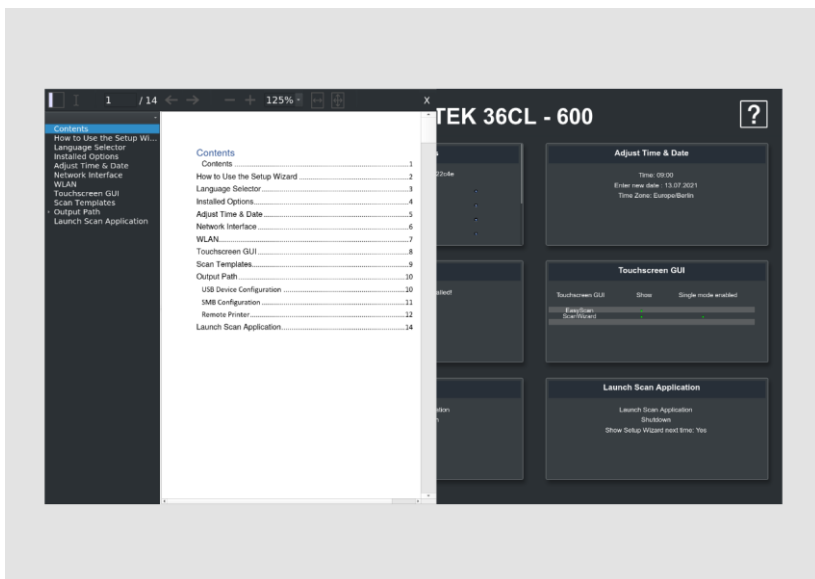 1 / 14 125% X
Contents
How to Use the Setup Wi...
Language Selector
Installed Options
Adjust Time & Date
Network Interface
WLAN
Touchscreen GUI
Scan Templates
Output Path
Launch Scan Application
Contents
Contents ... 1
How to Use the Setup Wizard ... 2
Language Selector ... 3
Installed Options ... 4
Adjust Time & Date ... 5
Network Interface ... 6
WLAN ... 7
Touchscreen GUI ... 8
Scan Templates ... 9
Output Path ... 10
USB Device Configuration ... 10
SMB Configuration ... 11
Remote Printer ... 12
Launch Scan Application ... 14
TEK 36CL - 600 ?
22c4e
Adjust Time & Date
Time: 09:00
Enter new date : 13.07.2021
Time Zone: Europe/Berlin
alled!
Touchscreen GUI
Touchscreen GUI Show Single mode enabled
EasyScan
ScanWizard
ation
n
Launch Scan Application
Launch Scan Application
Shutdown
Show Setup Wizard next time: Yes